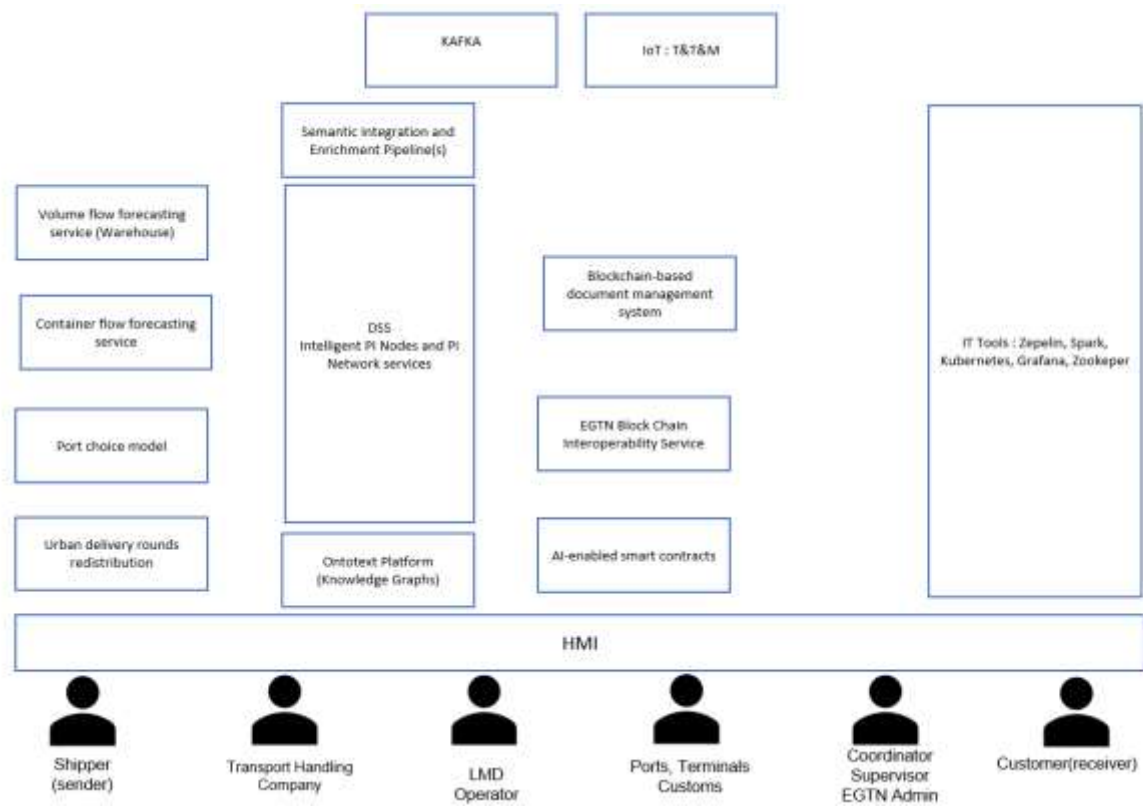 KAFKA
IoT : T&T&M
Semantic integration and
Enrichment Pipeline(s)
Volume flow forecasting
service (Warehouse)
Container flow forecasting
service
Port choice model
Urban delivery rounds
redistribution
DSS
Intelligent PI Nodes and PI
Network services
Ontotext Platform
(Knowledge Graphs)
Blockchain-based
document management
system
EGTN Block Chain
Interoperability Service
AI-enabled smart contracts
IT Tools : Zepelin, Spark,
Kubernetes, Grafana, Zookeper
HMI
Shipper
(sender)
Transport Handling
Company
LMD
Operator
Ports, Terminals
Customs
Coordinator
Supervisor
EGTN Admin
Customer(receiver)